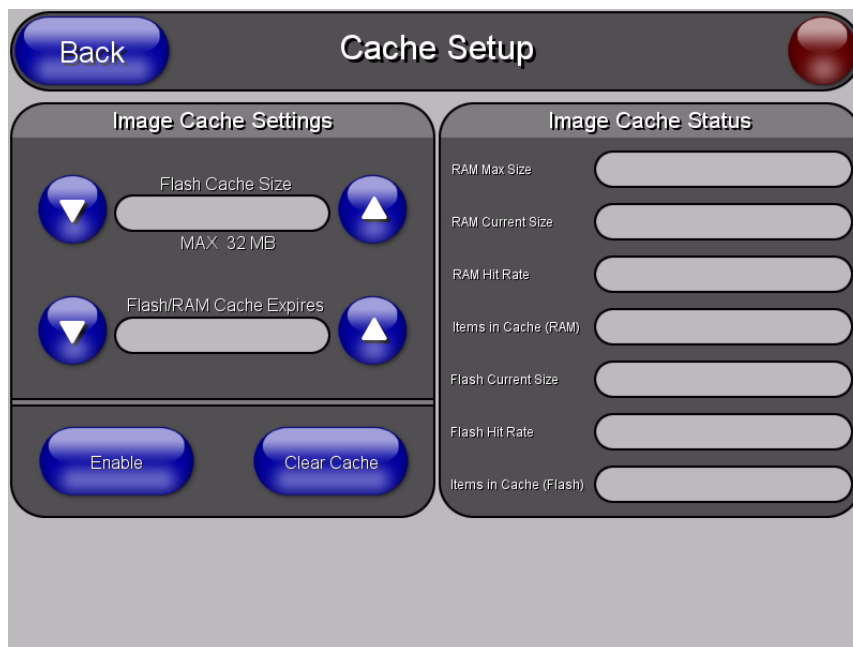 Back
Cache Setup
Image Cache Settings
Flash Cache Size
MAX 32 MB
Flash/RAM Cache Expires
Enable
Clear Cache
Image Cache Status
RAM Max Size
RAM Current Size
RAM Hit Rate
Items in Cache (RAM)
Flash Current Size
Flash Hit Rate
Items in Cache (Flash)